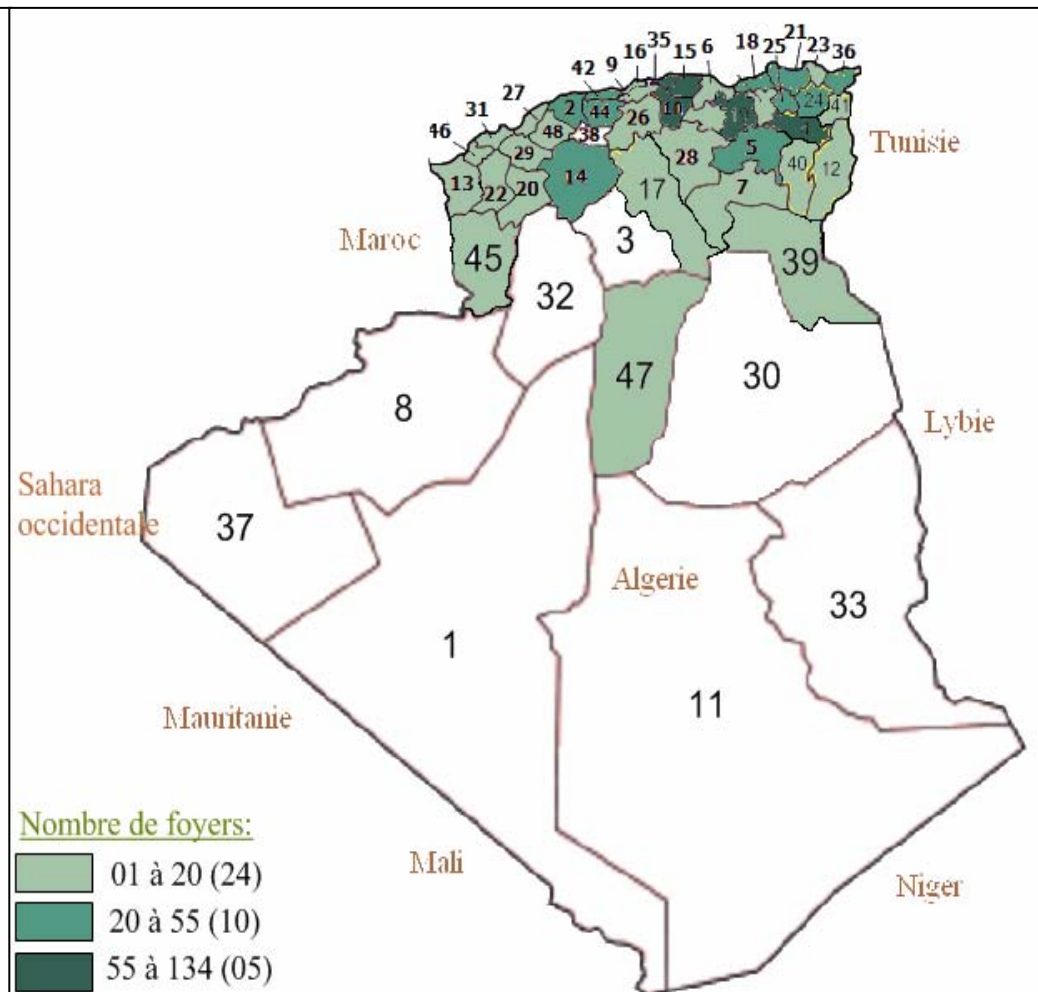 21
16 35 15 6 18 25 23 36
9
42
27 2 44 10 24 41
31 26 4
46 48 38 5
29 28 40 12
13 22 20 14 17 7
Tunisie
Maroc
3
45 39
32
47 30
8
Lybie
Sahara
occidentale
37
Algerie
33
1
11
Mauritanie
Nombre de foyers:
Mali
01 à 20 (24)
Niger
20 à 55 (10)
55 à 134 (05)